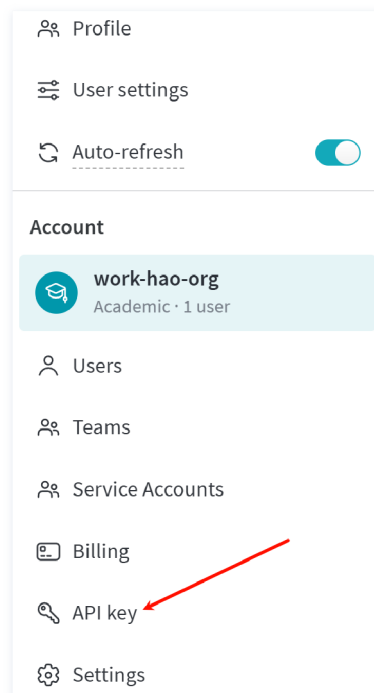 Profile
User settings
Auto-refresh
Account
work-hao-org
Academic · 1 user
Users
Teams
Service Accounts
Billing
API key
Settings